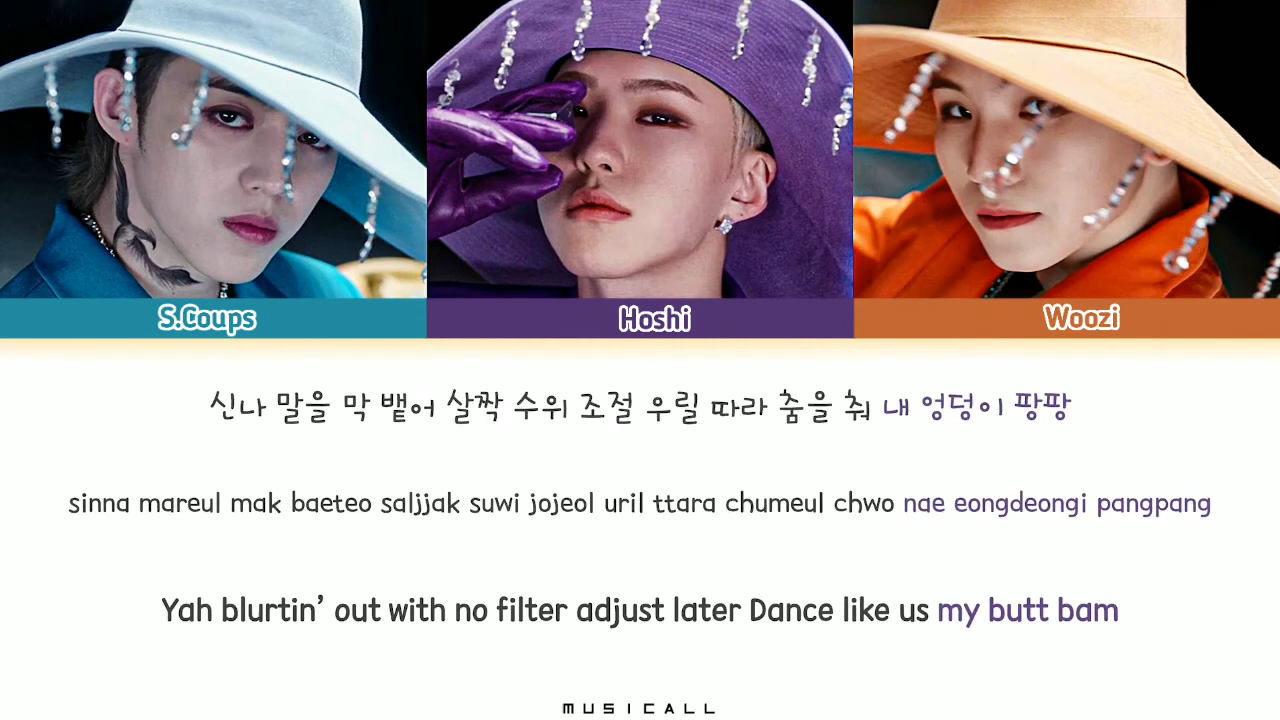 S.Coups
Hoshi
Woozi
신나 말을 막 뱉어 살짝 수위 조절 우릴 따라 춤을 춰 내 엉덩이 팡팡
sinna mareul mak baeteo saljjak suwi jojeol uril ttara chumeul chwo nae eongdeongi pangpang
Yah blurtin’ out with no filter adjust later Dance like us my butt bam
MUSICALL